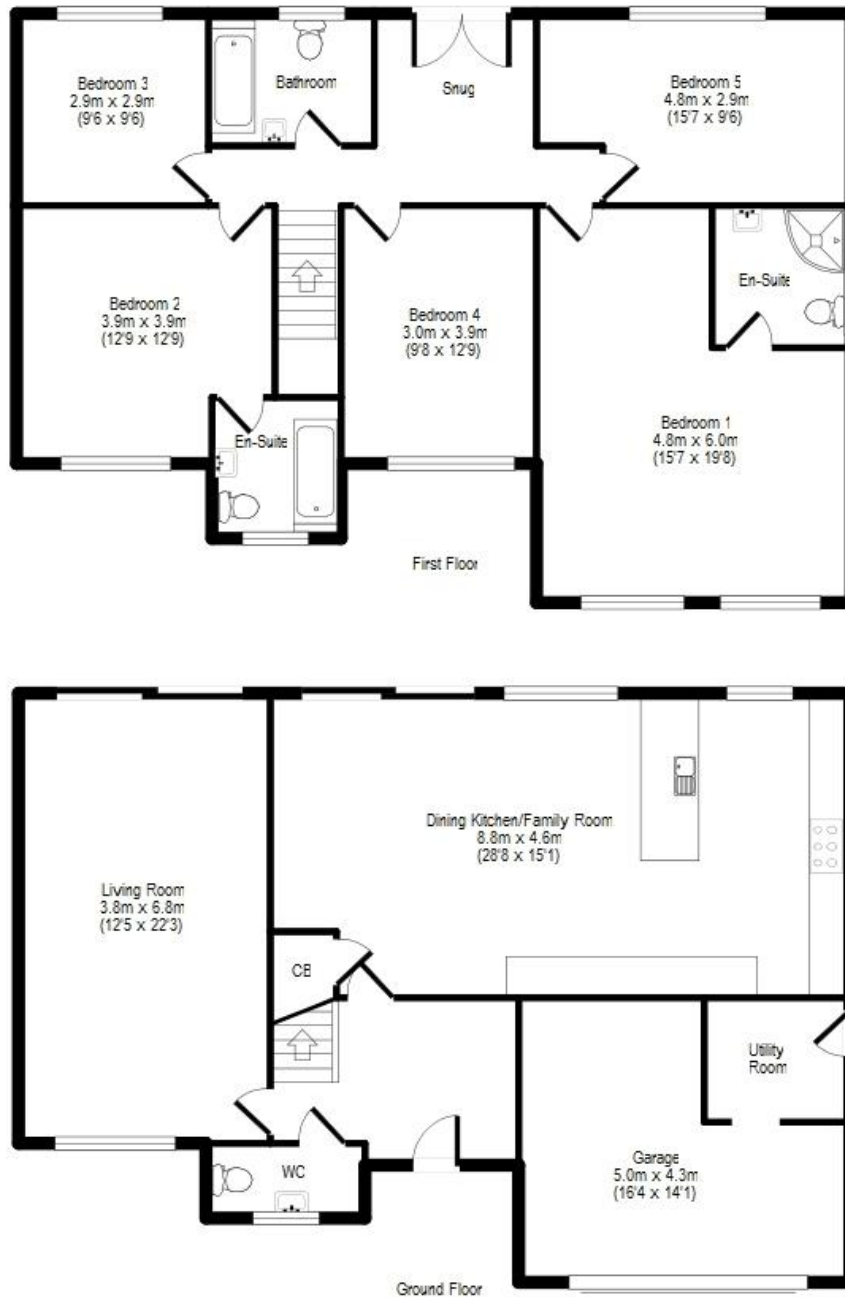 Bedroom 3
2.9m x 2.9m
(9'6 x 9'6)
Bathroom
Snug
Bedroom 5
4.8m x 2.9m
(15'7 x 9'6)
Bedroom 2
3.9m x 3.9m
(12'9 x 12'9)
Bedroom 4
3.0m x 3.9m
(9'8 x 12'9)
En-Suite
Bedroom 1
4.8m x 6.0m
(15'7 x 19'8)
En-Suite
First Floor
Dining Kitchen/Family Room
8.8m x 4.6m
(28'8 x 15'1)
Living Room
3.8m x 6.8m
(12'5 x 22'3)
CB
Utility
Room
WC
Garage
5.0m x 4.3m
(16'4 x 14'1)
Ground Floor